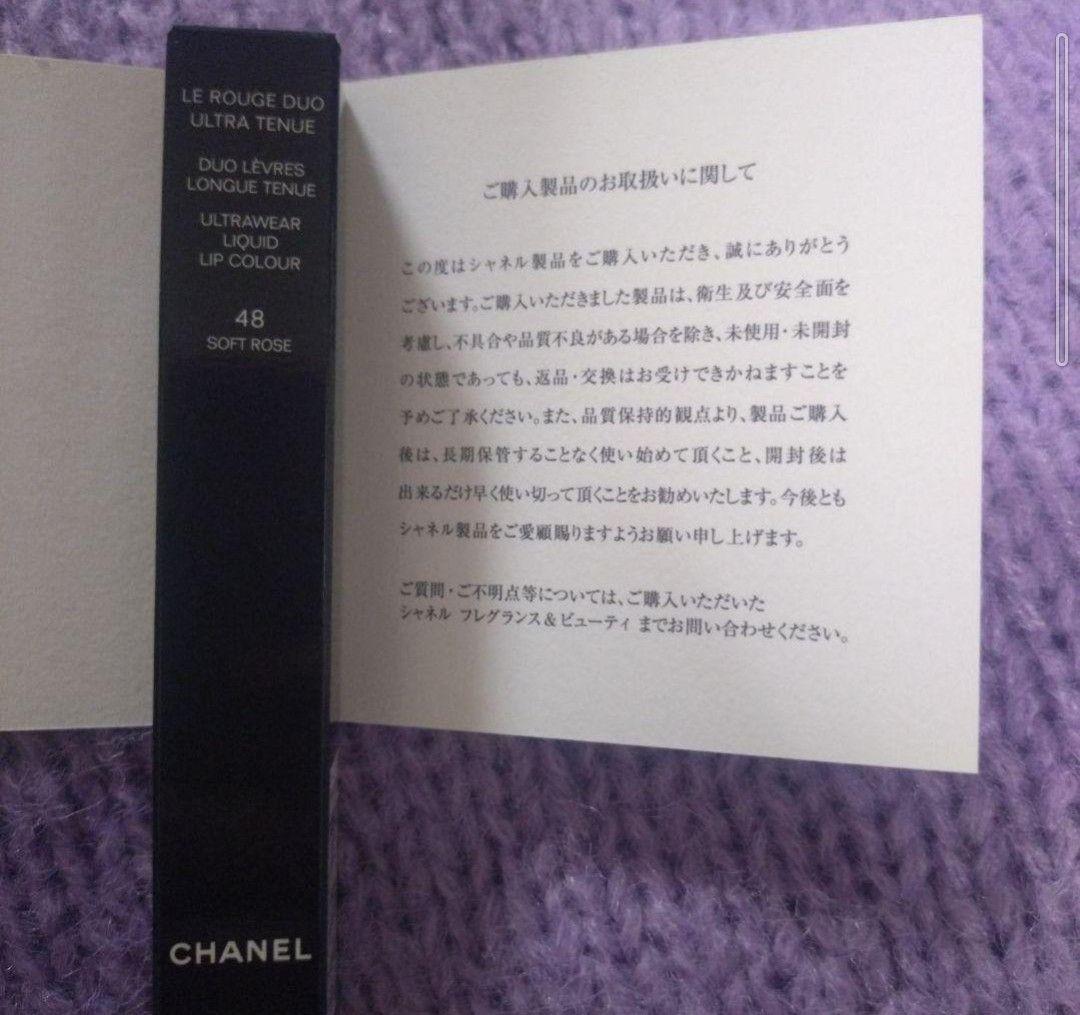 LE ROUGE DUO
ULTRA TENUE
DUO LÈVRES
LONGUE TENUE
ULTRAWEAR
LIQUID
LIP COLOUR
48
SOFT ROSE
CHANEL
ご購入製品のお取扱いに関して
この度はシャネル製品をご購入いただき、誠にありがとう
ございます。ご購入いただきました製品は、衛生及び安全面を
考慮し、不具合や品質不良がある場合を除き、未使用・未開封
の状態であっても、返品・交換はお受けできかねますことを
予めご了承ください。また、品質保持的観点より、製品ご購入
後は、長期保管することなく使い始めて頂くこと、開封後は
出来るだけ早く使い切って頂くことをお勧めいたします。今後とも
シャネル製品をご愛顧賜りますようお願い申し上げます。
ご質問・ご不明点等については、ご購入いただいた
シャネル フレグランス&ビューティ までお問い合わせください。